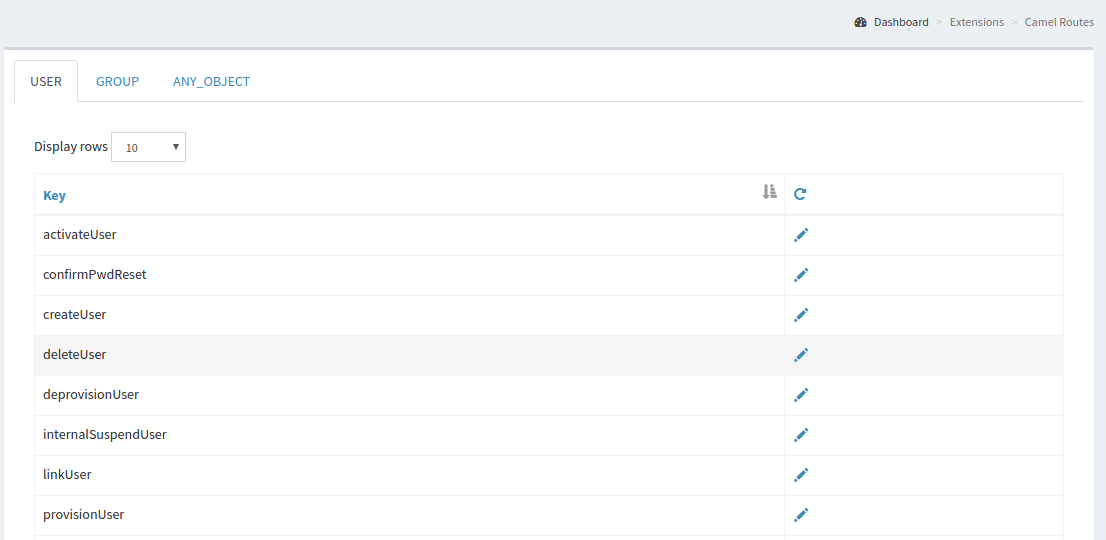 Dashboard > Extensions > Camel Routes
USER GROUP ANY_OBJECT
Display rows 10
Key
activateUser
confirmPwdReset
createUser
deleteUser
deprovisionUser
internalSuspendUser
linkUser
provisionUser